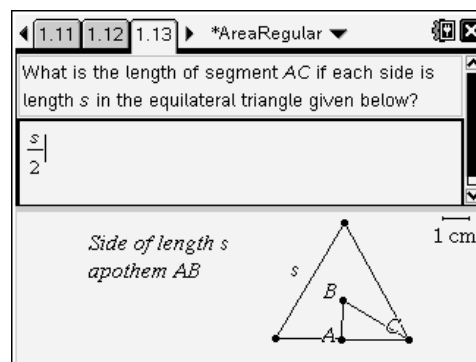 1.11 1.12 1.13 *AreaRegular
What is the length of segment AC if each side is
length s in the equilateral triangle given below?
s
2
1 cm
Side of length s
apothem AB
s
B
A
C